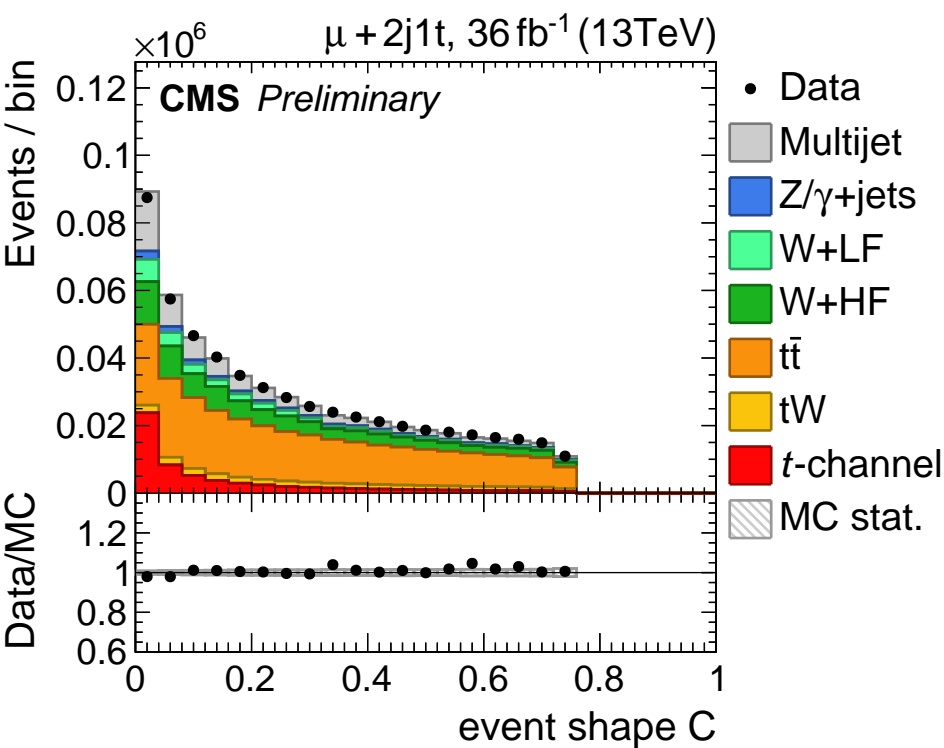 ×10⁶
μ + 2j1t, 36 fb⁻¹ (13TeV)
CMS Preliminary
Events / bin
0.12
0.1
0.08
0.06
0.04
0.02
0
Data
Multijet
Z/γ+jets
W+LF
W+HF
tt̄
tW
t-channel
MC stat.
Data/MC
1.2
1
0.8
0.6
0 0.2 0.4 0.6 0.8 1
event shape C